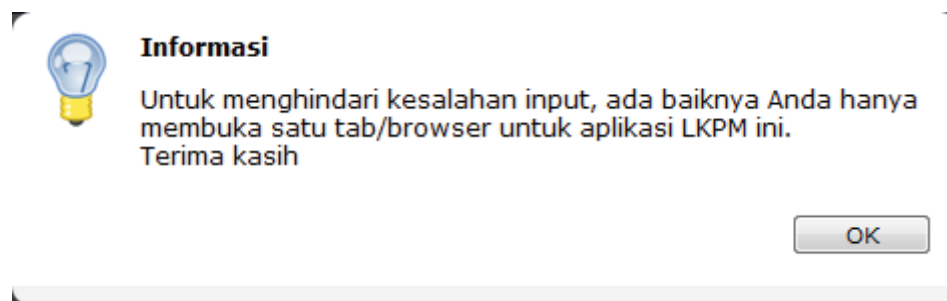 Informasi
Untuk menghindari kesalahan input, ada baiknya Anda hanya
membuka satu tab/browser untuk aplikasi LKPM ini.
Terima kasih
OK